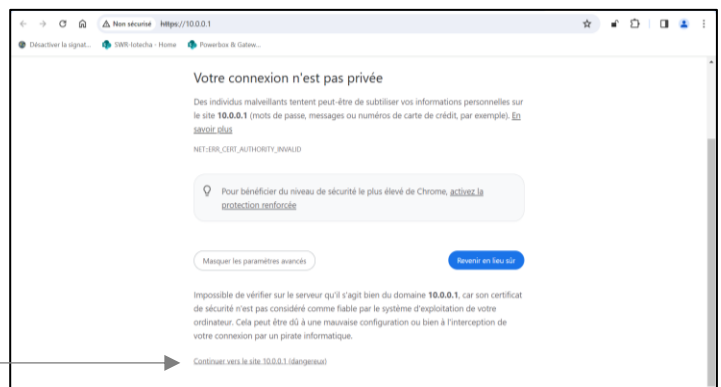 Non sécurisé https://10.0.0.1
Désactiver la signat... SWR-Iotecha - Home Powerbox & Gatew...
Votre connexion n'est pas privée
Des individus malveillants tentent peut-être de subtiliser vos informations personnelles sur
le site 10.0.0.1 (mots de passe, messages ou numéros de carte de crédit, par exemple). En
savoir plus
NET::ERR_CERT_AUTHORITY_INVALID
Pour bénéficier du niveau de sécurité le plus élevé de Chrome, activez la
protection renforcée
Masquer les paramètres avancés Revenir en lieu sûr
Impossible de vérifier sur le serveur qu'il s'agit bien du domaine 10.0.0.1, car son certificat
de sécurité n'est pas considéré comme fiable par le système d'exploitation de votre
ordinateur. Cela peut être dû à une mauvaise configuration ou bien à l'interception de
votre connexion par un pirate informatique.
Continuer vers le site 10.0.0.1 (dangereux)